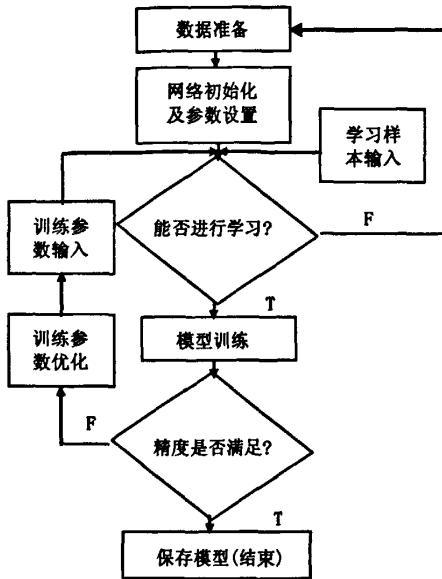 数据准备
网络初始化
及参数设置
学习样
本输入
训练参
数输入
能否进行学习?
F
T
训练参
数优化
模型训练
F
精度是否满足?
T
保存模型(结束)